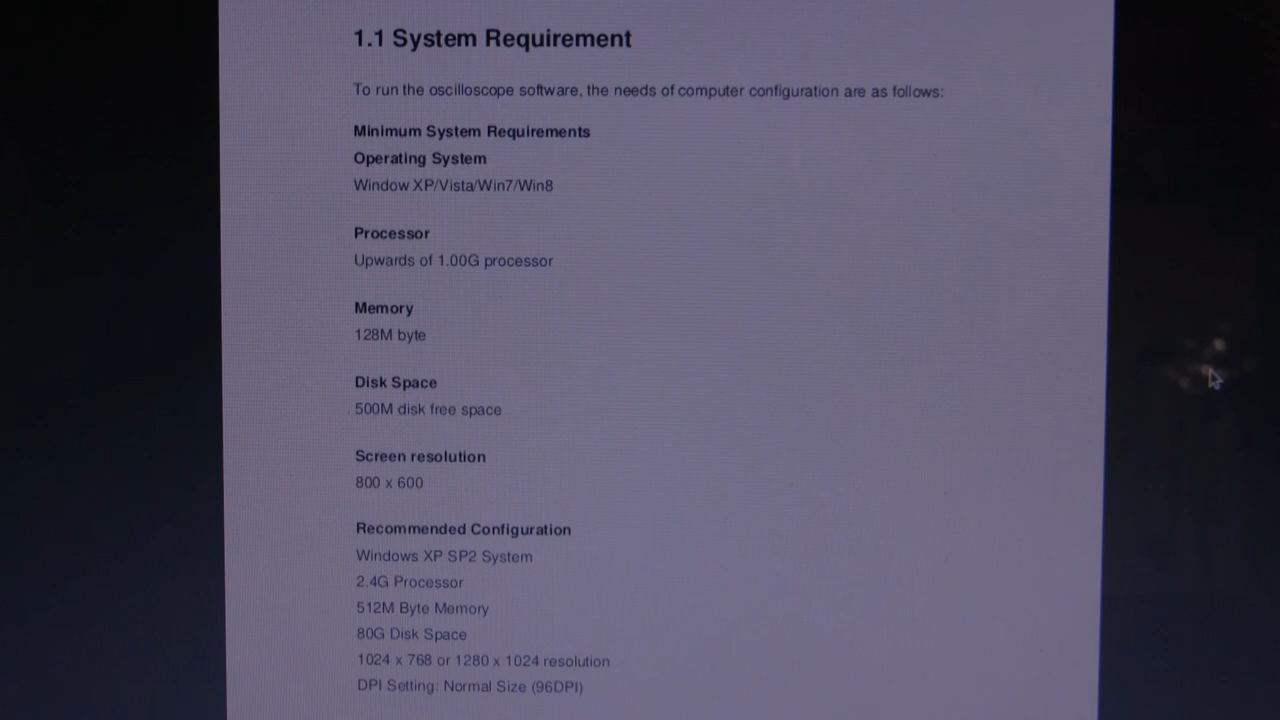 1.1 System Requirement
To run the oscilloscope software, the needs of computer configuration are as follows:
Minimum System Requirements
Operating System
Window XP/Vista/Win7/Win8
Processor
Upwards of 1.00G processor
Memory
128M byte
Disk Space
500M disk free space
Screen resolution
800 x 600
Recommended Configuration
Windows XP SP2 System
2.4G Processor
512M Byte Memory
80G Disk Space
1024 x 768 or 1280 x 1024 resolution
DPI Setting: Normal Size (96DPI)